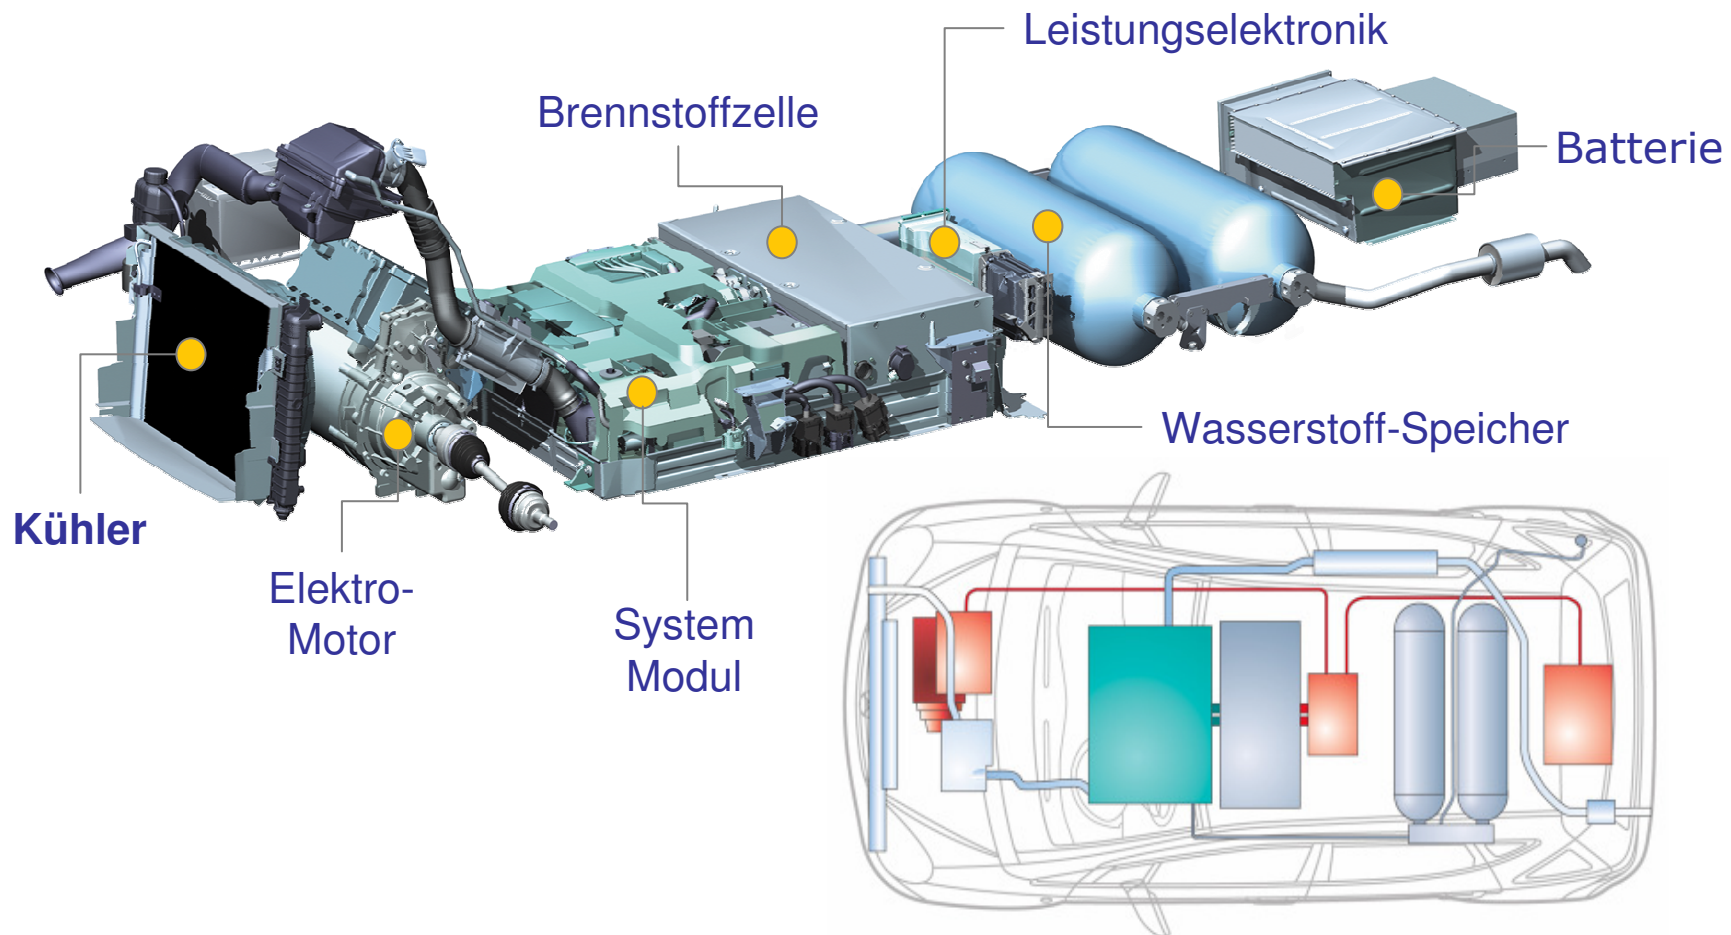 Leistungselektronik
Brennstoffzelle
Batterie
Wasserstoff-Speicher
Kühler
Elektro-
Motor
System
Modul